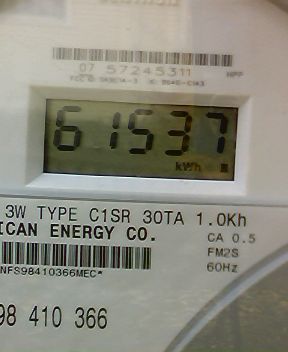 07 57245311 HPP
61537
kWh
3W TYPE C1SR 30TA 1.0Kh
ICAN ENERGY CO. CA 0.5
FM2S
NFS98410366MEC* 60Hz
98 410 366